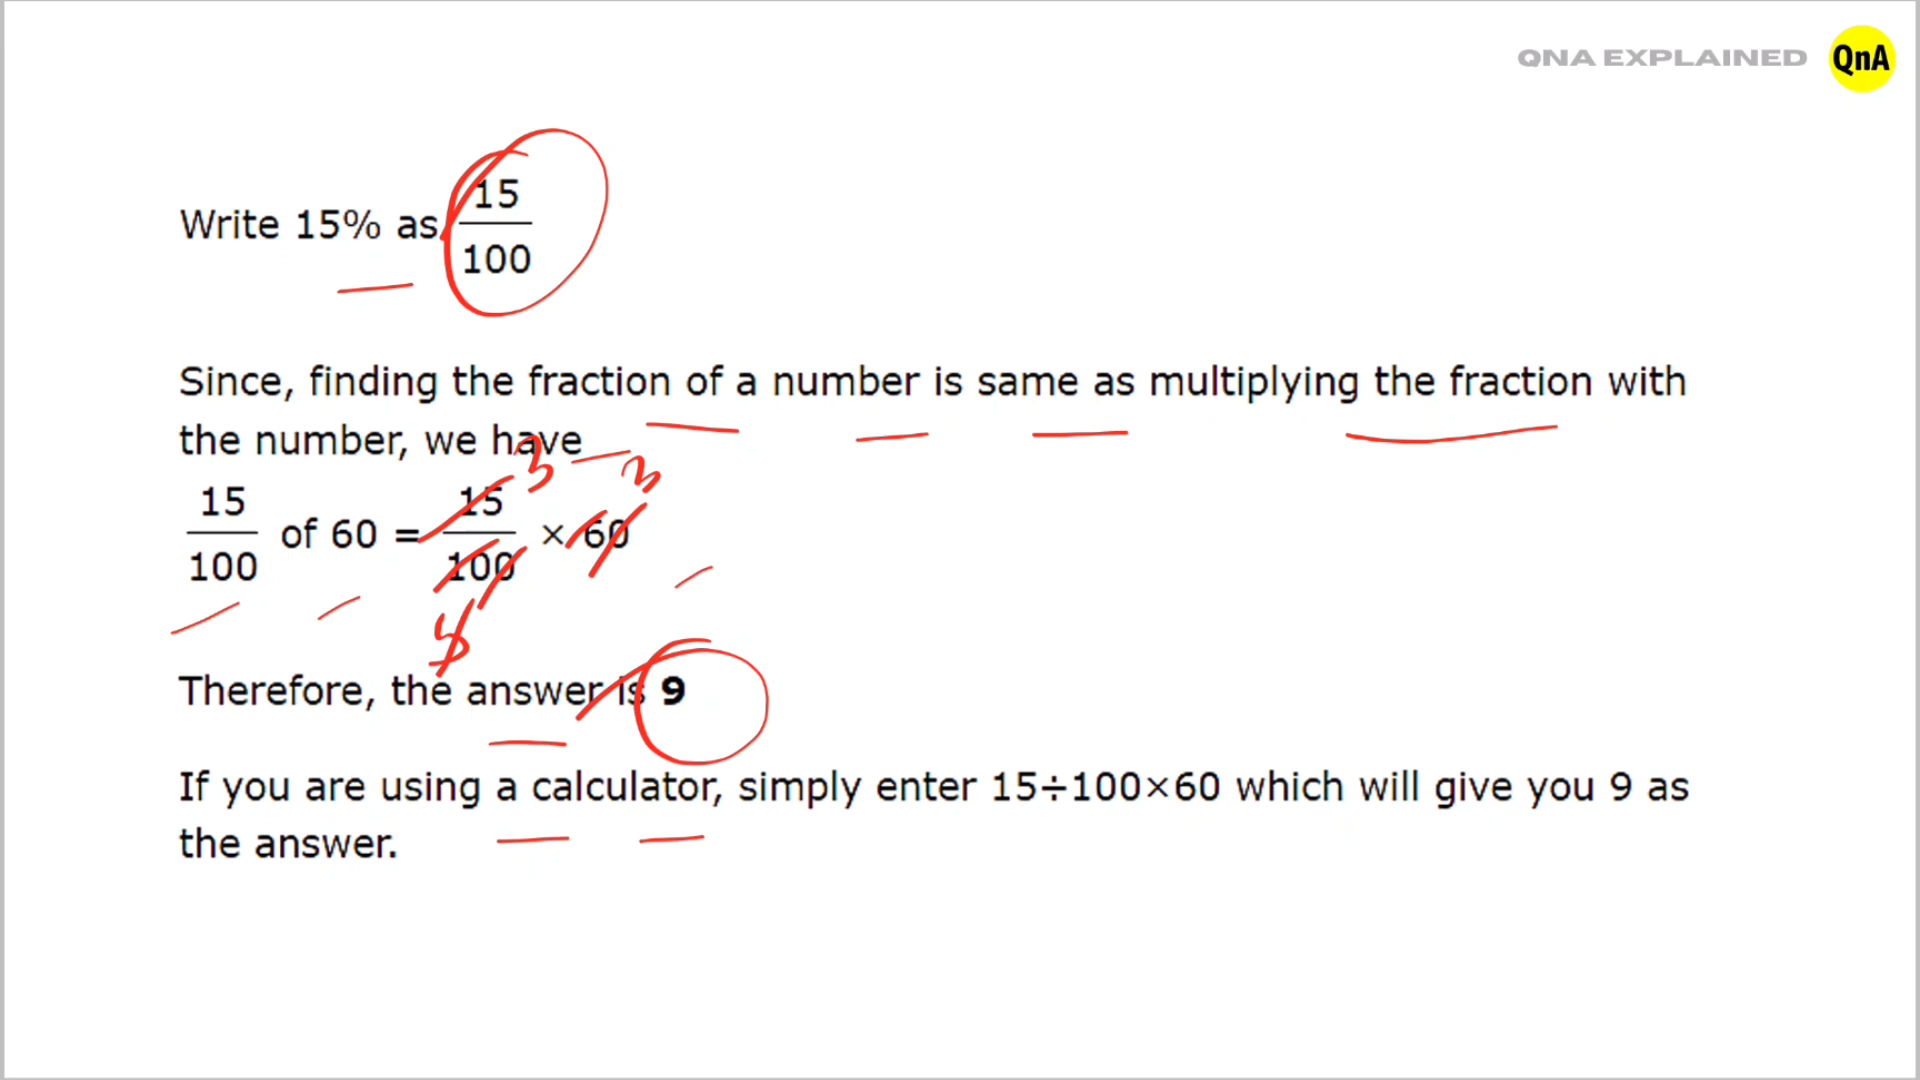 QNA EXPLAINED QnA
Write 15% as 15/100
Since, finding the fraction of a number is same as multiplying the fraction with
the number, we have
3 3
15/100 of 60 = 15/100 × 60
5
Therefore, the answer is 9
If you are using a calculator, simply enter 15÷100×60 which will give you 9 as
the answer.